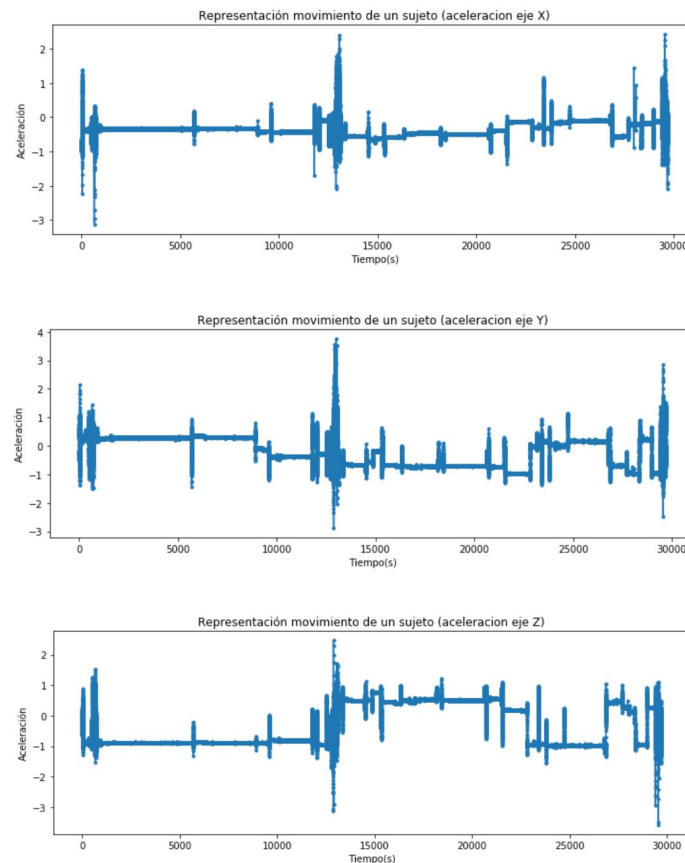 Representación movimiento de un sujeto (aceleracion eje X)
2
1
0
-1
-2
-3
Aceleración
0 5000 10000 15000 20000 25000 30000
Tiempo(s)
Representación movimiento de un sujeto (aceleracion eje Y)
4
3
2
1
0
-1
-2
-3
Aceleración
0 5000 10000 15000 20000 25000 30000
Tiempo(s)
Representación movimiento de un sujeto (aceleracion eje Z)
2
1
0
-1
-2
-3
Aceleración
0 5000 10000 15000 20000 25000 30000
Tiempo(s)